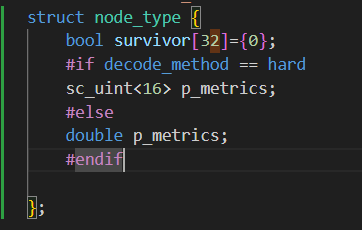 struct node_type {
bool survivor[32]={0};
#if decode_method == hard
sc_uint<16> p_metrics;
#else
double p_metrics;
#endif
};